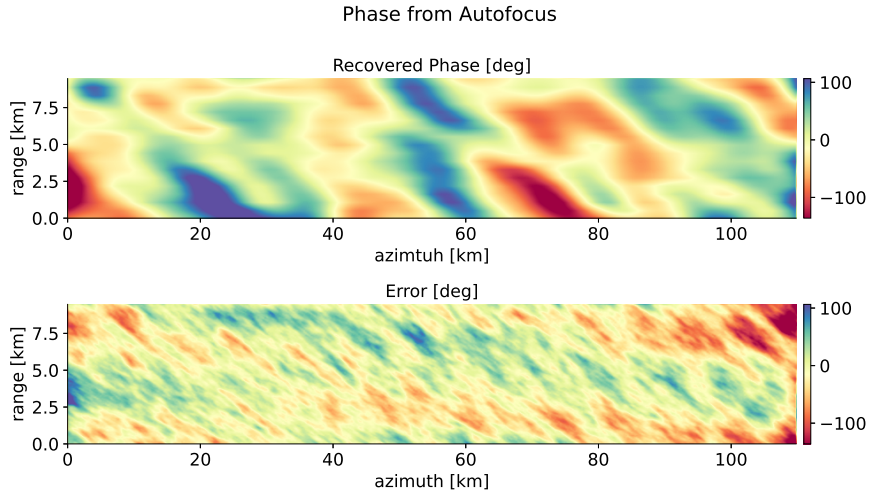 Phase from Autofocus
Recovered Phase [deg]
range [km]
7.5
5.0
2.5
0.0
0 20 40 60 80 100
azimtuh [km]
100
0
−100
Error [deg]
range [km]
7.5
5.0
2.5
0.0
0 20 40 60 80 100
azimuth [km]
100
0
−100